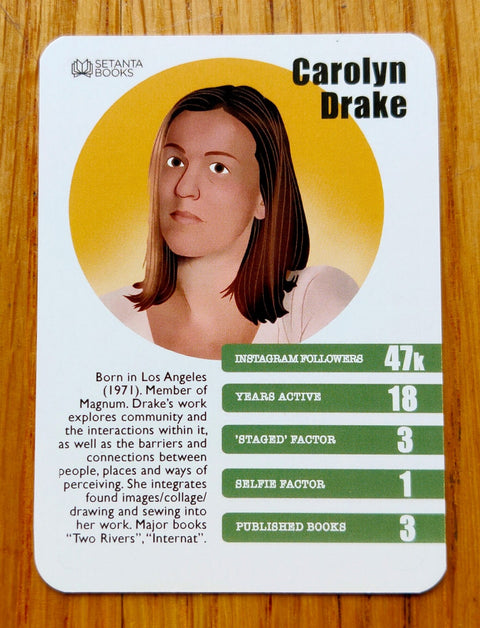 SETANTA
BOOKS
Carolyn
Drake
Born in Los Angeles
(1971). Member of
Magnum. Drake's work
explores community and
the interactions within it,
as well as the barriers and
connections between
people, places and ways of
perceiving. She integrates
found images/collage/
drawing and sewing into
her work. Major books
"Two Rivers", "Internat".
INSTAGRAM FOLLOWERS 47k
YEARS ACTIVE 18
'STAGED' FACTOR 3
SELFIE FACTOR 1
PUBLISHED BOOKS 3